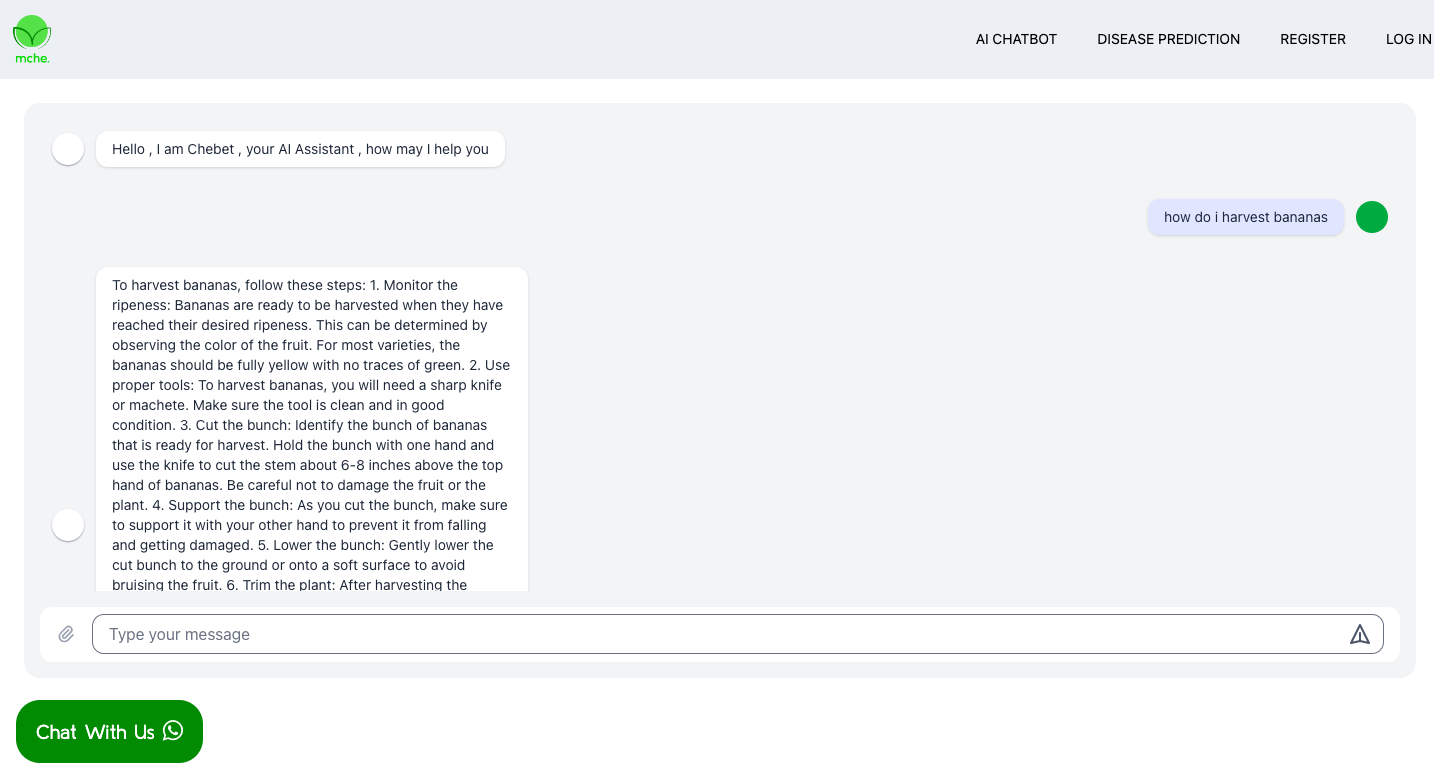 mche.
AI CHATBOT
DISEASE PREDICTION
REGISTER
LOG IN
Hello , I am Chebet , your AI Assistant , how may I help you
how do i harvest bananas
To harvest bananas, follow these steps: 1. Monitor the
ripeness: Bananas are ready to be harvested when they have
reached their desired ripeness. This can be determined by
observing the color of the fruit. For most varieties, the
bananas should be fully yellow with no traces of green. 2. Use
proper tools: To harvest bananas, you will need a sharp knife
or machete. Make sure the tool is clean and in good
condition. 3. Cut the bunch: Identify the bunch of bananas
that is ready for harvest. Hold the bunch with one hand and
use the knife to cut the stem about 6-8 inches above the top
hand of bananas. Be careful not to damage the fruit or the
plant. 4. Support the bunch: As you cut the bunch, make sure
to support it with your other hand to prevent it from falling
and getting damaged. 5. Lower the bunch: Gently lower the
cut bunch to the ground or onto a soft surface to avoid
bruising the fruit. 6. Trim the plant: After harvesting the
Type your message
Chat With Us